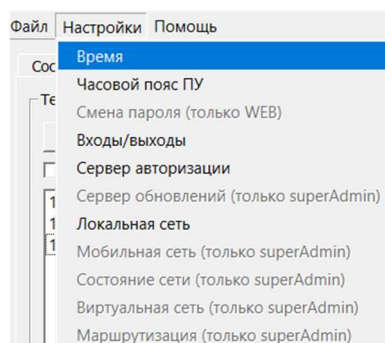 Файл Настройки Помощь
Время
Часовой пояс ПУ
Смена пароля (только WEB)
Входы/выходы
Сервер авторизации
Сервер обновлений (только superAdmin)
Локальная сеть
Мобильная сеть (только superAdmin)
Состояние сети (только superAdmin)
Виртуальная сеть (только superAdmin)
Маршрутизация (только superAdmin)